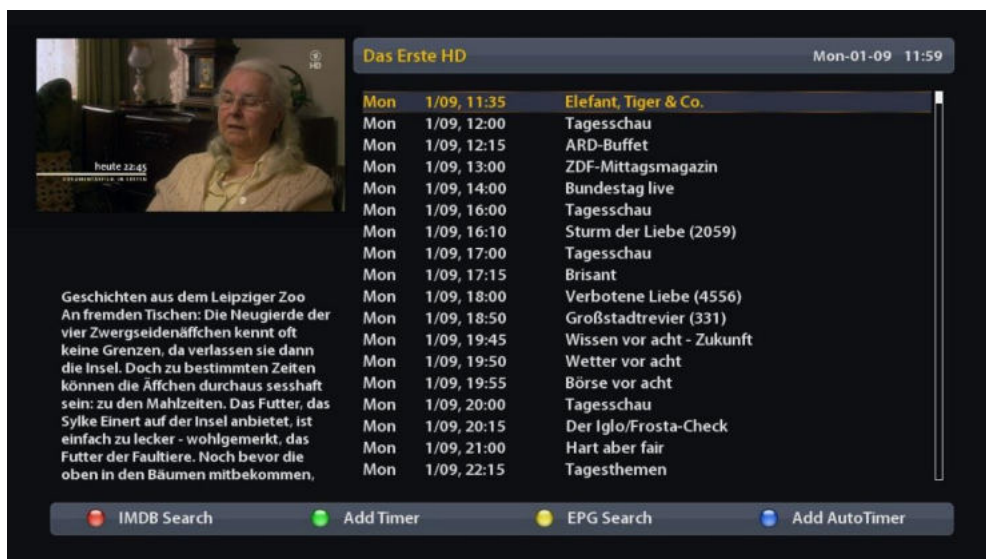 HD
heute 22:45
Das Erste HD
Mon-01-09 11:59
Mon 1/09, 11:35 Elefant, Tiger & Co.
Mon 1/09, 12:00 Tagesschau
Mon 1/09, 12:15 ARD-Buffet
Mon 1/09, 13:00 ZDF-Mittagsmagazin
Mon 1/09, 14:00 Bundestag live
Mon 1/09, 16:00 Tagesschau
Mon 1/09, 16:10 Sturm der Liebe (2059)
Mon 1/09, 17:00 Tagesschau
Mon 1/09, 17:15 Brisant
Mon 1/09, 18:00 Verbotene Liebe (4556)
Mon 1/09, 18:50 Großstadtrevier (331)
Mon 1/09, 19:45 Wissen vor acht - Zukunft
Mon 1/09, 19:50 Wetter vor acht
Mon 1/09, 19:55 Börse vor acht
Mon 1/09, 20:00 Tagesschau
Mon 1/09, 20:15 Der Iglo/Frosta-Check
Mon 1/09, 21:00 Hart aber fair
Mon 1/09, 22:15 Tagesthemen
Geschichten aus dem Leipziger Zoo
An fremden Tischen: Die Neugierde der
vier Zwergseidenäffchen kennt oft
keine Grenzen, da verlassen sie dann
die Insel. Doch zu bestimmten Zeiten
können die Äffchen durchaus sesshaft
sein: zu den Mahlzeiten. Das Futter, das
Sylke Einert auf der Insel anbietet, ist
einfach zu lecker - wohlgemerkt, das
Futter der Faultiere. Noch bevor die
oben in den Bäumen mitbekommen,
IMDB Search
Add Timer
EPG Search
Add AutoTimer